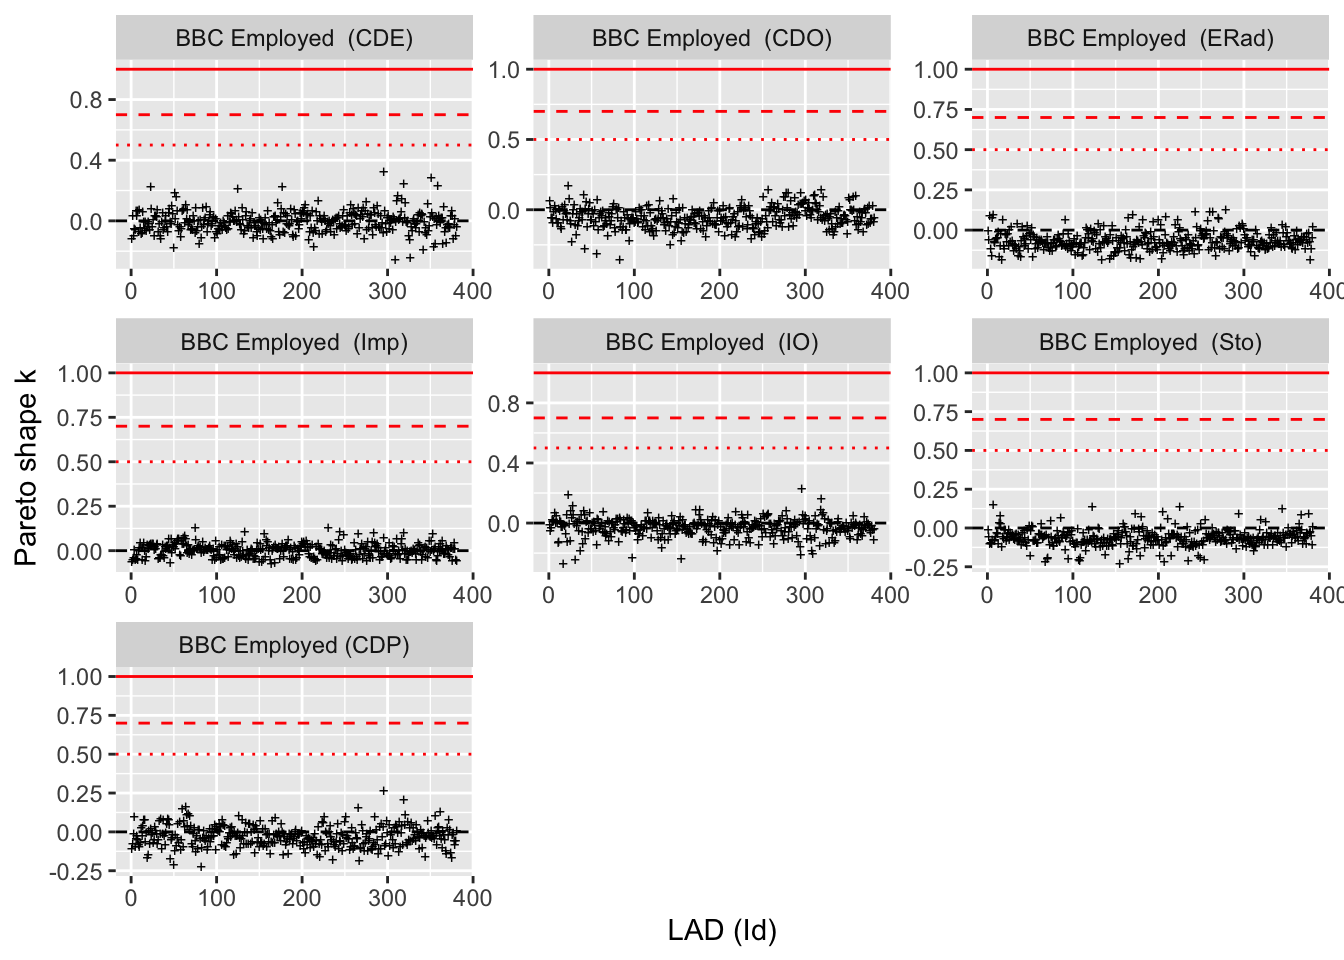 BBC Employed  (CDE)
BBC Employed  (CDO)
BBC Employed  (ERad)
0.8
0.4
0.0
1.0
0.5
0.0
1.00
0.75
0.50
0.25
0.00
0 100 200 300 400
0 100 200 300 400
0 100 200 300 400
BBC Employed  (Imp)
BBC Employed  (IO)
BBC Employed  (Sto)
Pareto shape k
1.00
0.75
0.50
0.25
0.00
0.8
0.4
0.0
1.00
0.75
0.50
0.25
0.00
-0.25
0 100 200 300 400
0 100 200 300 400
0 100 200 300 400
BBC Employed (CDP)
1.00
0.75
0.50
0.25
0.00
-0.25
0 100 200 300 400
LAD (Id)